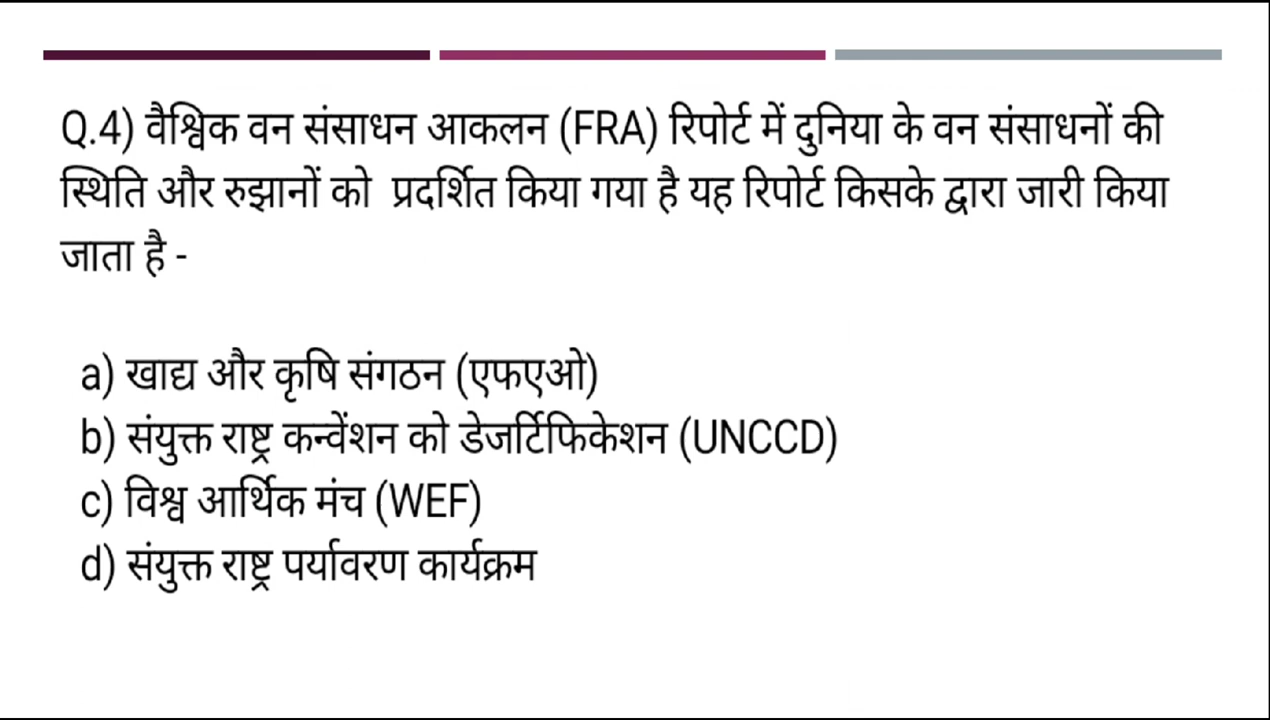 Q.4) वैश्विक वन संसाधन आकलन (FRA) रिपोर्ट में दुनिया के वन संसाधनों की
स्थिति और रुझानों को प्रदर्शित किया गया है यह रिपोर्ट किसके द्वारा जारी किया
जाता है -
a) खाद्य और कृषि संगठन (एफएओ)
b) संयुक्त राष्ट्र कन्वेंशन को डेजर्टिफिकेशन (UNCCD)
c) विश्व आर्थिक मंच (WEF)
d) संयुक्त राष्ट्र पर्यावरण कार्यक्रम